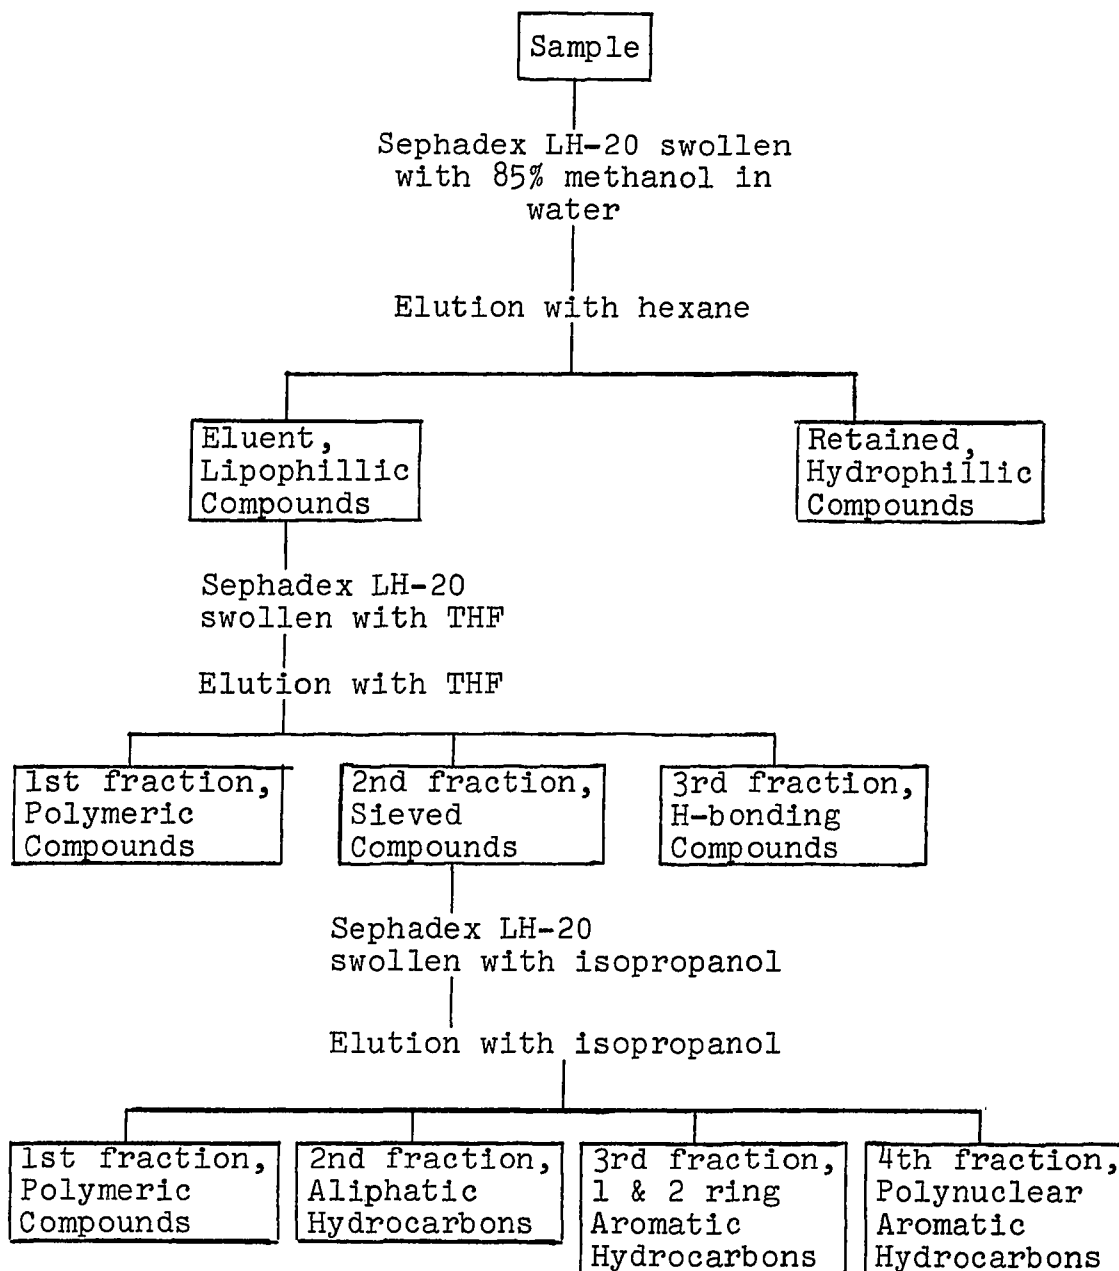 Sample
Sephadex LH-20 swollen
with 85% methanol in
water
Elution with hexane
Eluent,
Lipophillic
Compounds
Retained,
Hydrophillic
Compounds
Sephadex LH-20
swollen with THF
Elution with THF
1st fraction,
Polymeric
Compounds
2nd fraction,
Sieved
Compounds
3rd fraction,
H-bonding
Compounds
Sephadex LH-20
swollen with isopropanol
Elution with isopropanol
1st fraction,
Polymeric
Compounds
2nd fraction,
Aliphatic
Hydrocarbons
3rd fraction,
1 & 2 ring
Aromatic
Hydrocarbons
4th fraction,
Polynuclear
Aromatic
Hydrocarbons